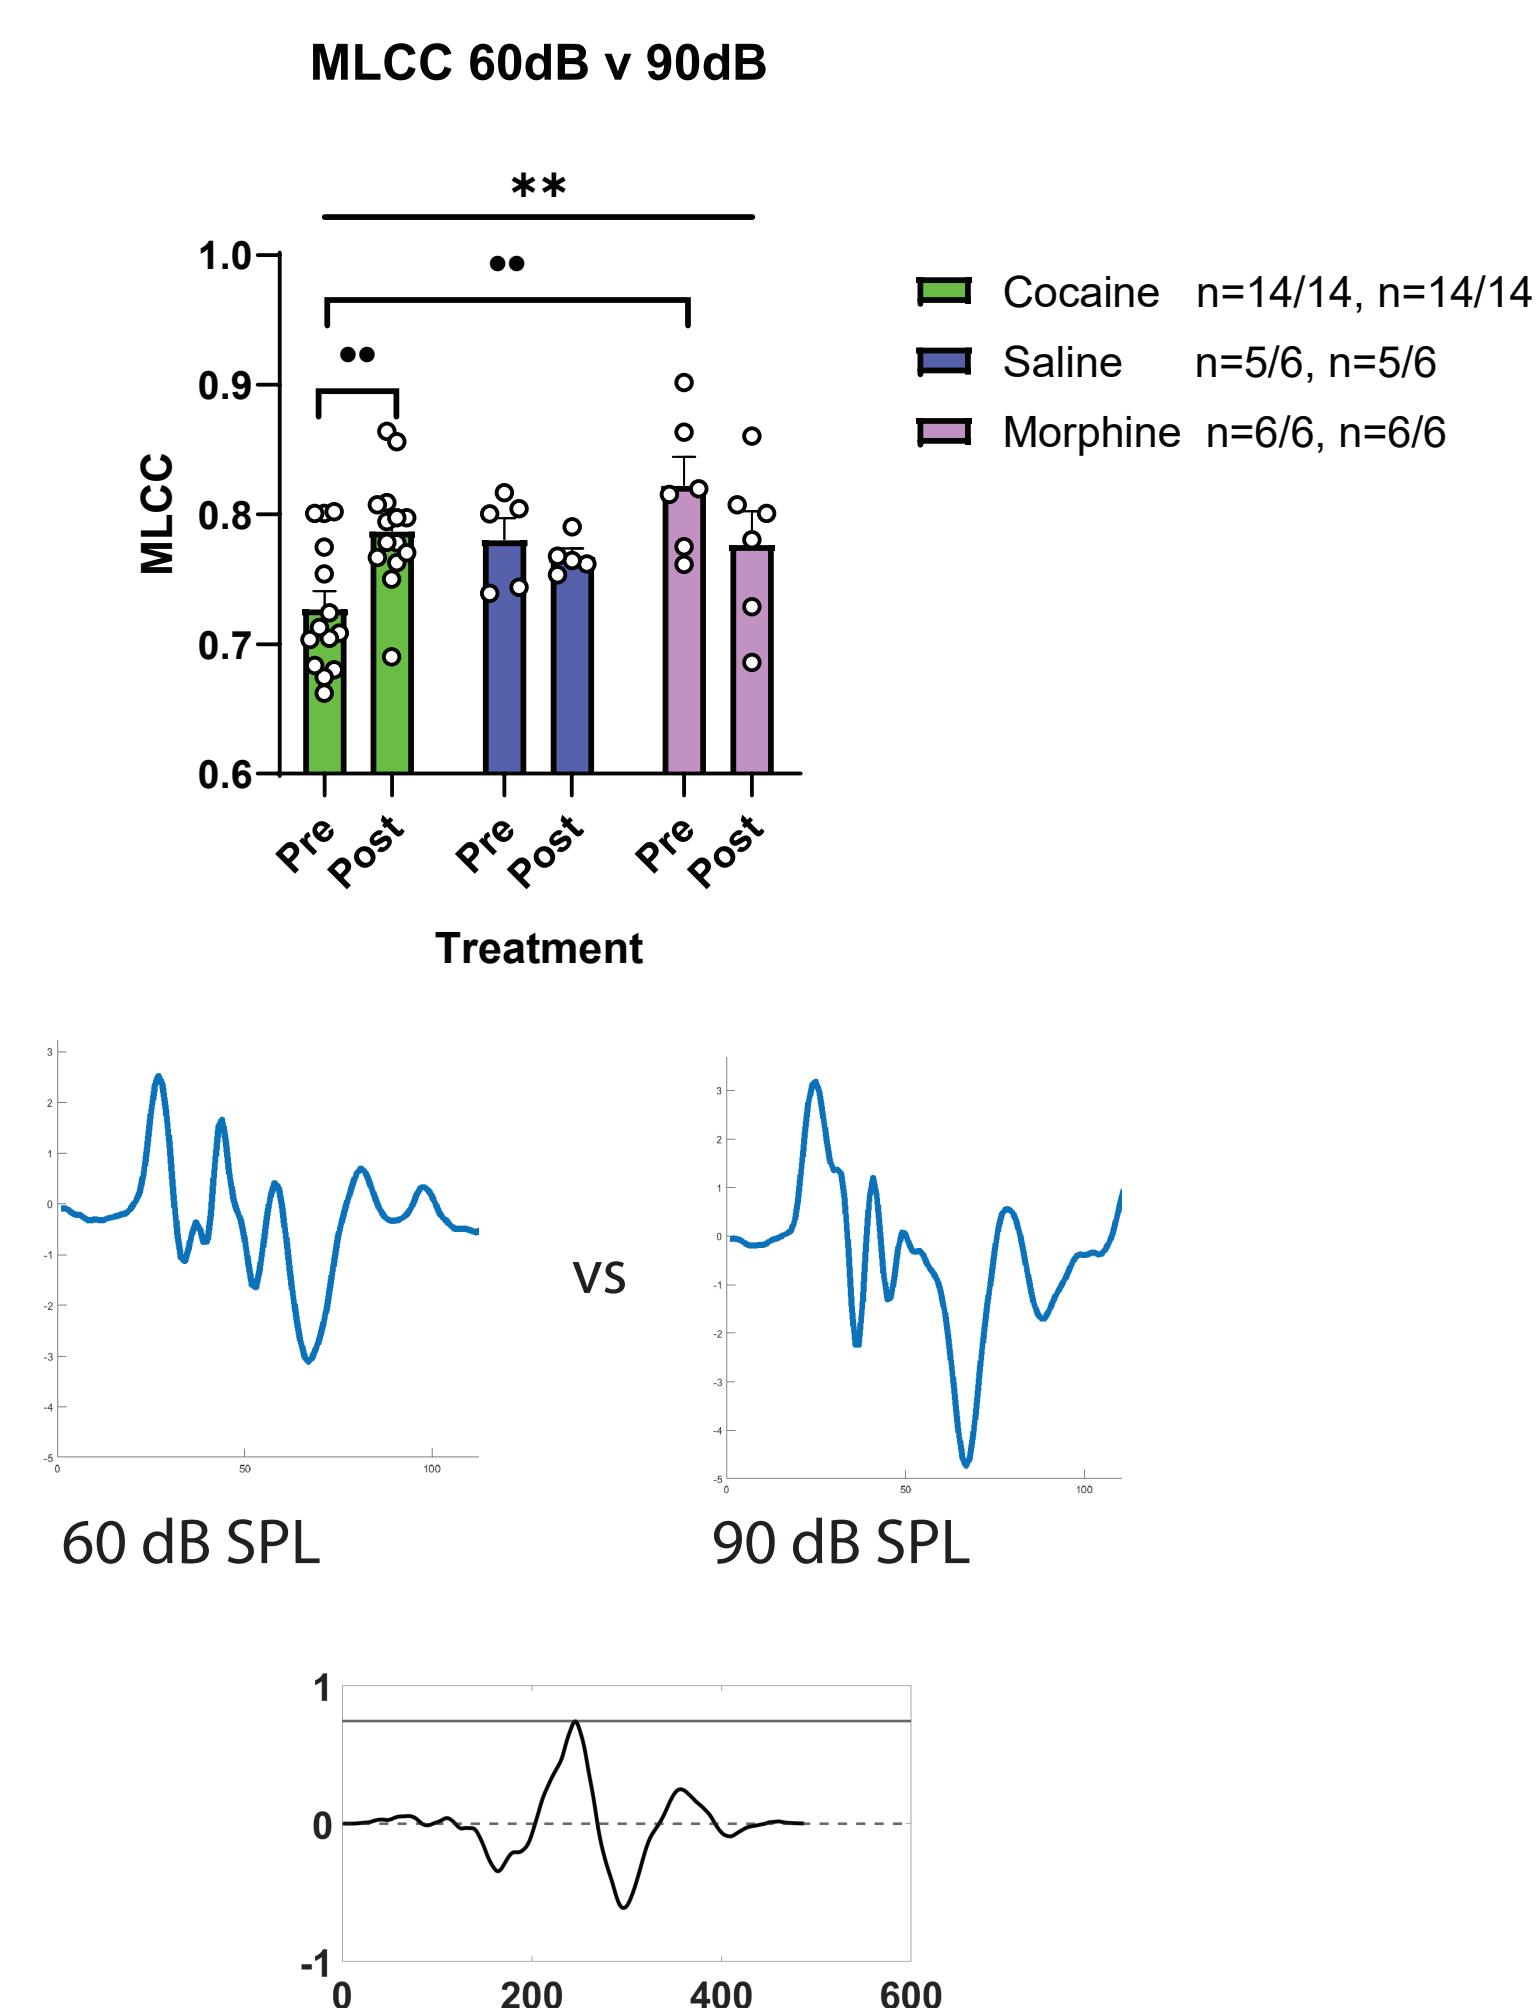 MLCC 60dB v 90dB
**
••
••
1.0
0.9
0.8
0.7
0.6
MLCC
Pre
Post
Pre
Post
Pre
Post
Treatment
Cocaine n=14/14, n=14/14
Saline n=5/6, n=5/6
Morphine n=6/6, n=6/6
3
2
1
0
-1
-2
-3
-4
-5
0 50 100
60 dB SPL
vs
3
2
1
0
-1
-2
-3
-4
-5
0 50 100
90 dB SPL
1
0
-1
0 200 400 600